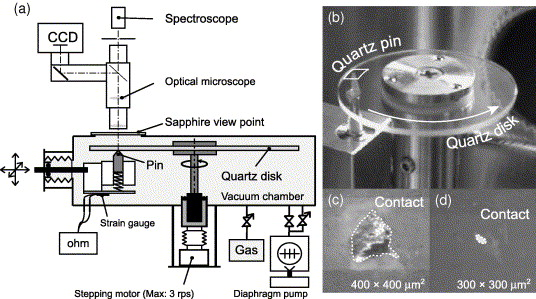 (a)
Spectroscope
CCD
Optical microscope
Sapphire view point
Pin
Quartz disk
Vacuum chamber
Strain gauge
ohm
Gas
Stepping motor (Max: 3 rps)
Diaphragm pump
(b)
Quartz pin
Quartz disk
(c)
Contact
400 × 400 μm²
(d)
Contact
300 × 300 μm²